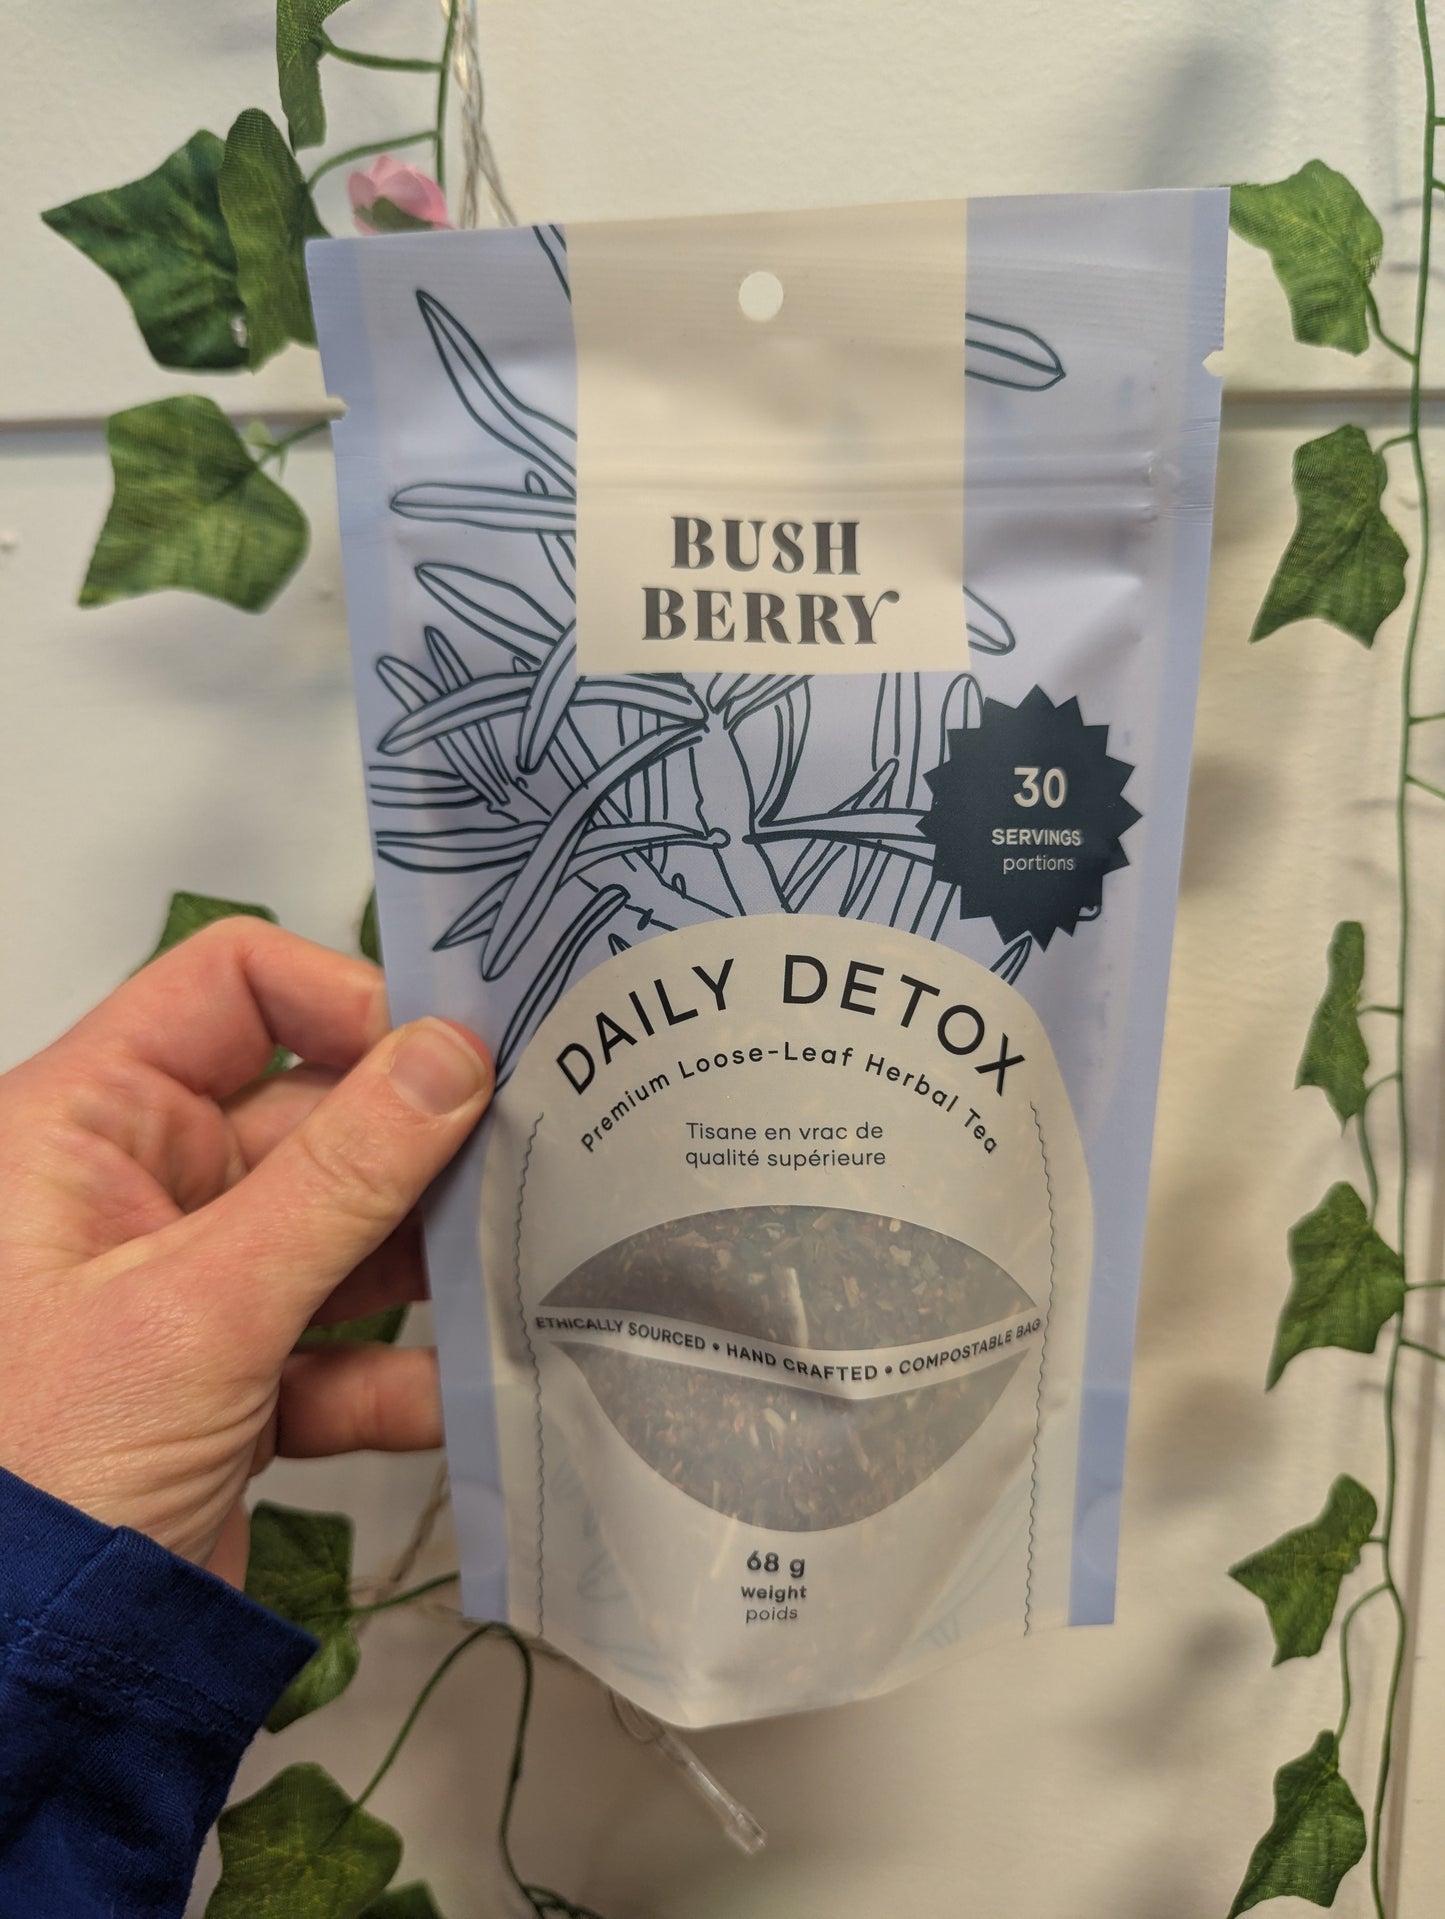 BUSH
BERRY
30
SERVINGS
portions
DAILY DETOX
Premium Loose-Leaf Herbal Tea
Tisane en vrac de
qualité supérieure
ETHICALLY SOURCED • HAND CRAFTED • COMPOSTABLE BAG
68 g
weight
poids